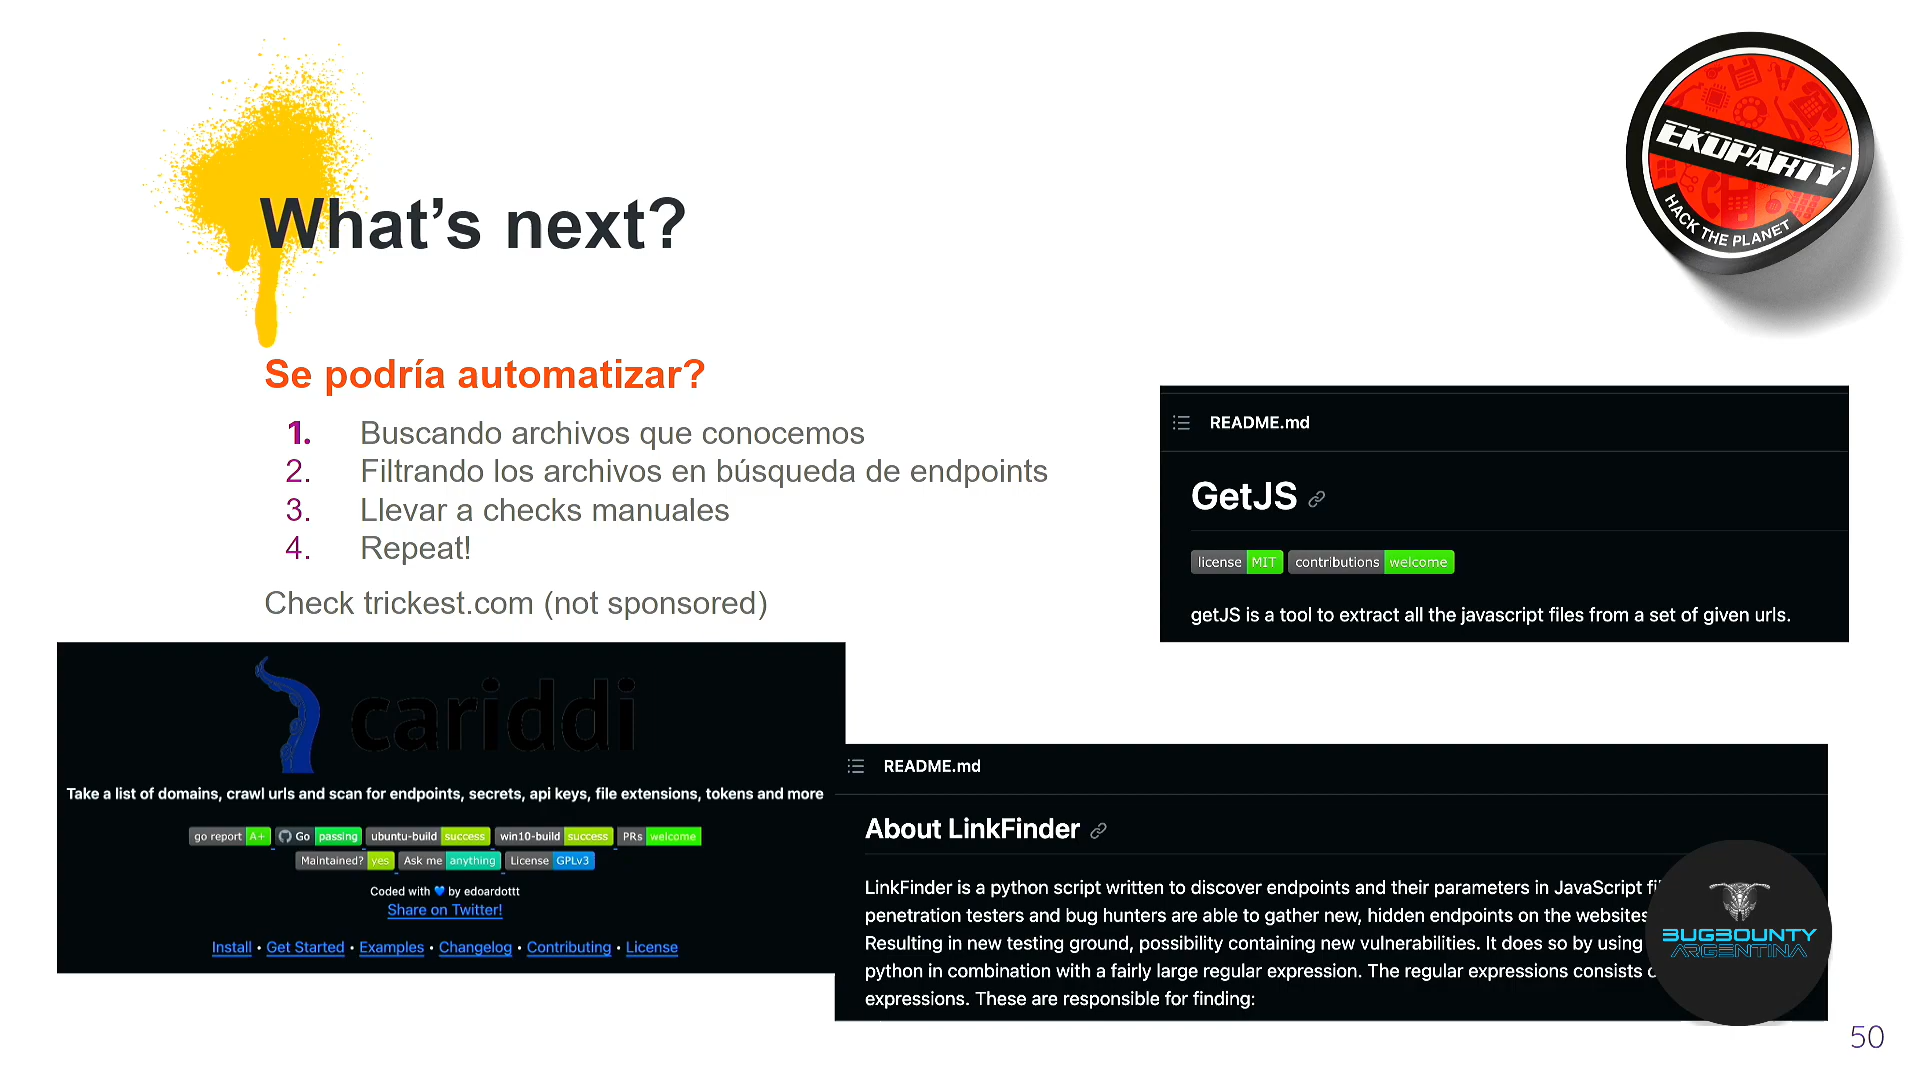 EKOPARTY
HACK THE PLANET
What's next?
Se podría automatizar?
1. Buscando archivos que conocemos
2. Filtrando los archivos en búsqueda de endpoints
3. Llevar a checks manuales
4. Repeat!
Check trickest.com (not sponsored)
README.md
GetJS
license MIT contributions welcome
getJS is a tool to extract all the javascript files from a set of given urls.
cariddi
Take a list of domains, crawl urls and scan for endpoints, secrets, api keys, file extensions, tokens and more
go report A+ Go passing ubuntu-build success win10-build success PRs welcome
Maintained? yes Ask me anything License GPLv3
Coded with 💙 by edoardottt
Share on Twitter!
Install • Get Started • Examples • Changelog • Contributing • License
README.md
About LinkFinder
LinkFinder is a python script written to discover endpoints and their parameters in JavaScript
penetration testers and bug hunters are able to gather new, hidden endpoints on the websites
Resulting in new testing ground, possibility containing new vulnerabilities. It does so by using
python in combination with a fairly large regular expression. The regular expressions consists
expressions. These are responsible for finding:
BUGBOUNTY
ARGENTINA
50